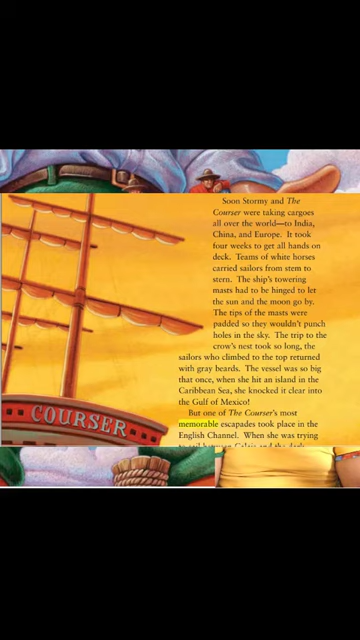 Soon Stormy and The
Courser were taking cargoes
all over the world—to India,
China, and Europe. It took
four weeks to get all hands on
deck. Teams of white horses
carried sailors from stem to
stern. The ship's towering
masts had to be hinged to let
the sun and the moon go by.
The tips of the masts were
padded so they wouldn't punch
holes in the sky. The trip to the
crow's nest took so long, the
sailors who climbed to the top returned
with gray beards. The vessel was so big
that once, when she hit an island in the
Caribbean Sea, she knocked it clear into
the Gulf of Mexico!
But one of The Courser's most
memorable escapades took place in the
English Channel. When she was trying
to sail between Calais and the dark
COURSER